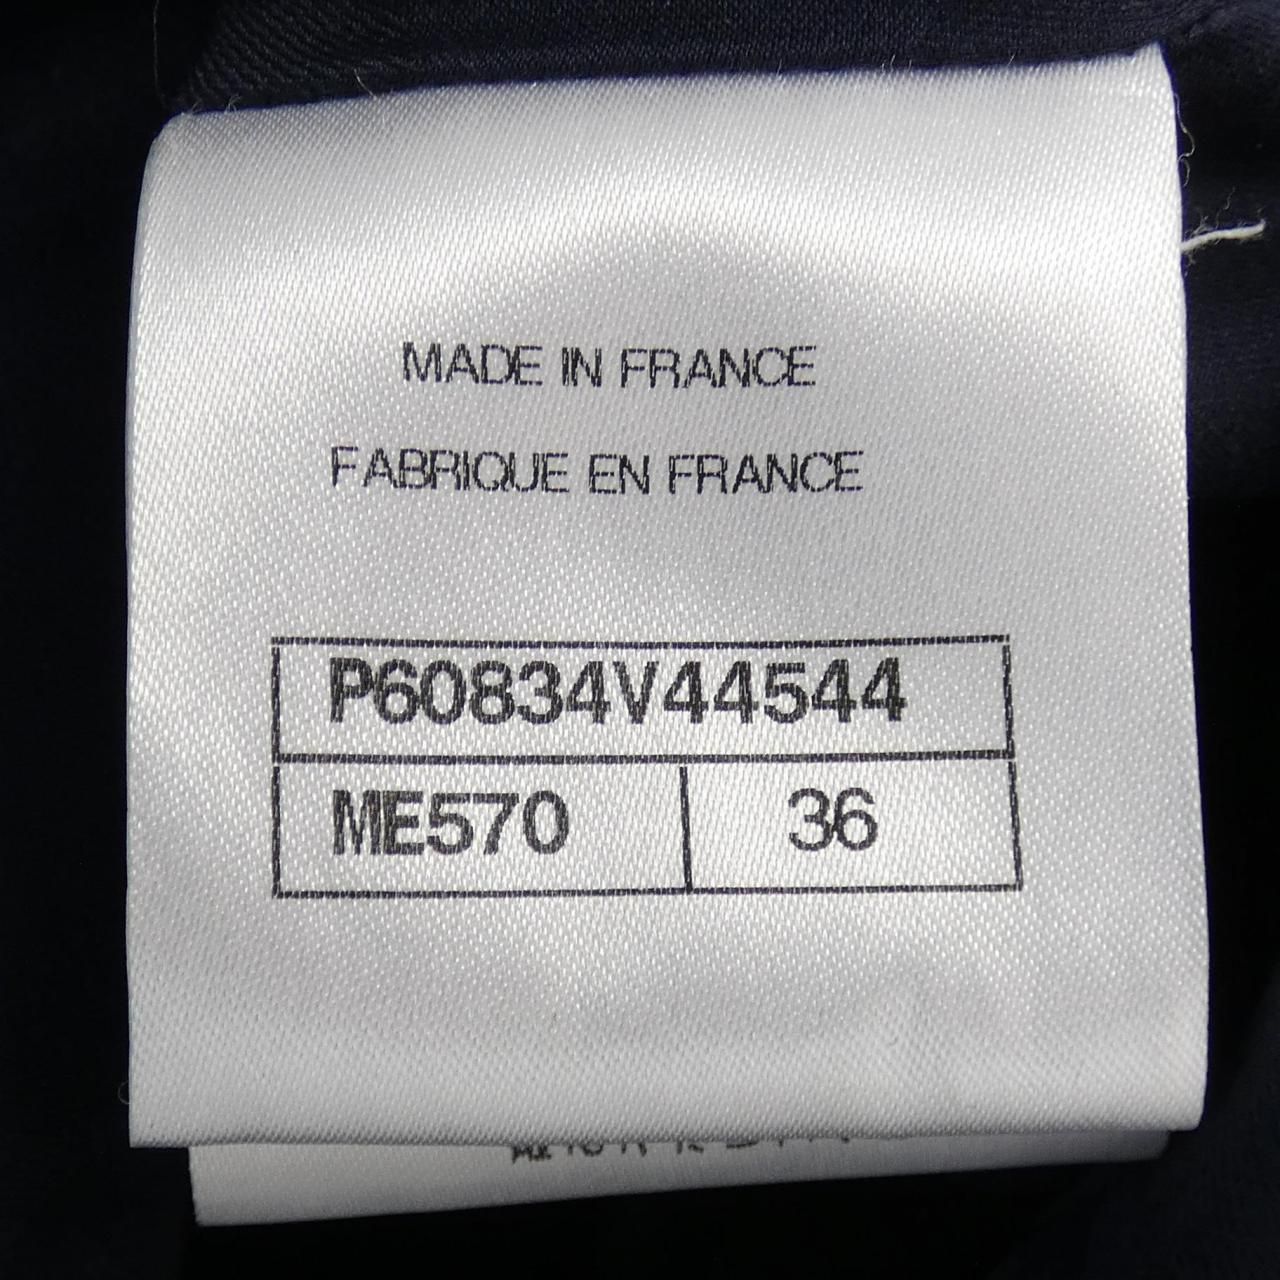 MADE IN FRANCE
FABRIQUE EN FRANCE
P60834V44544
ME570 36